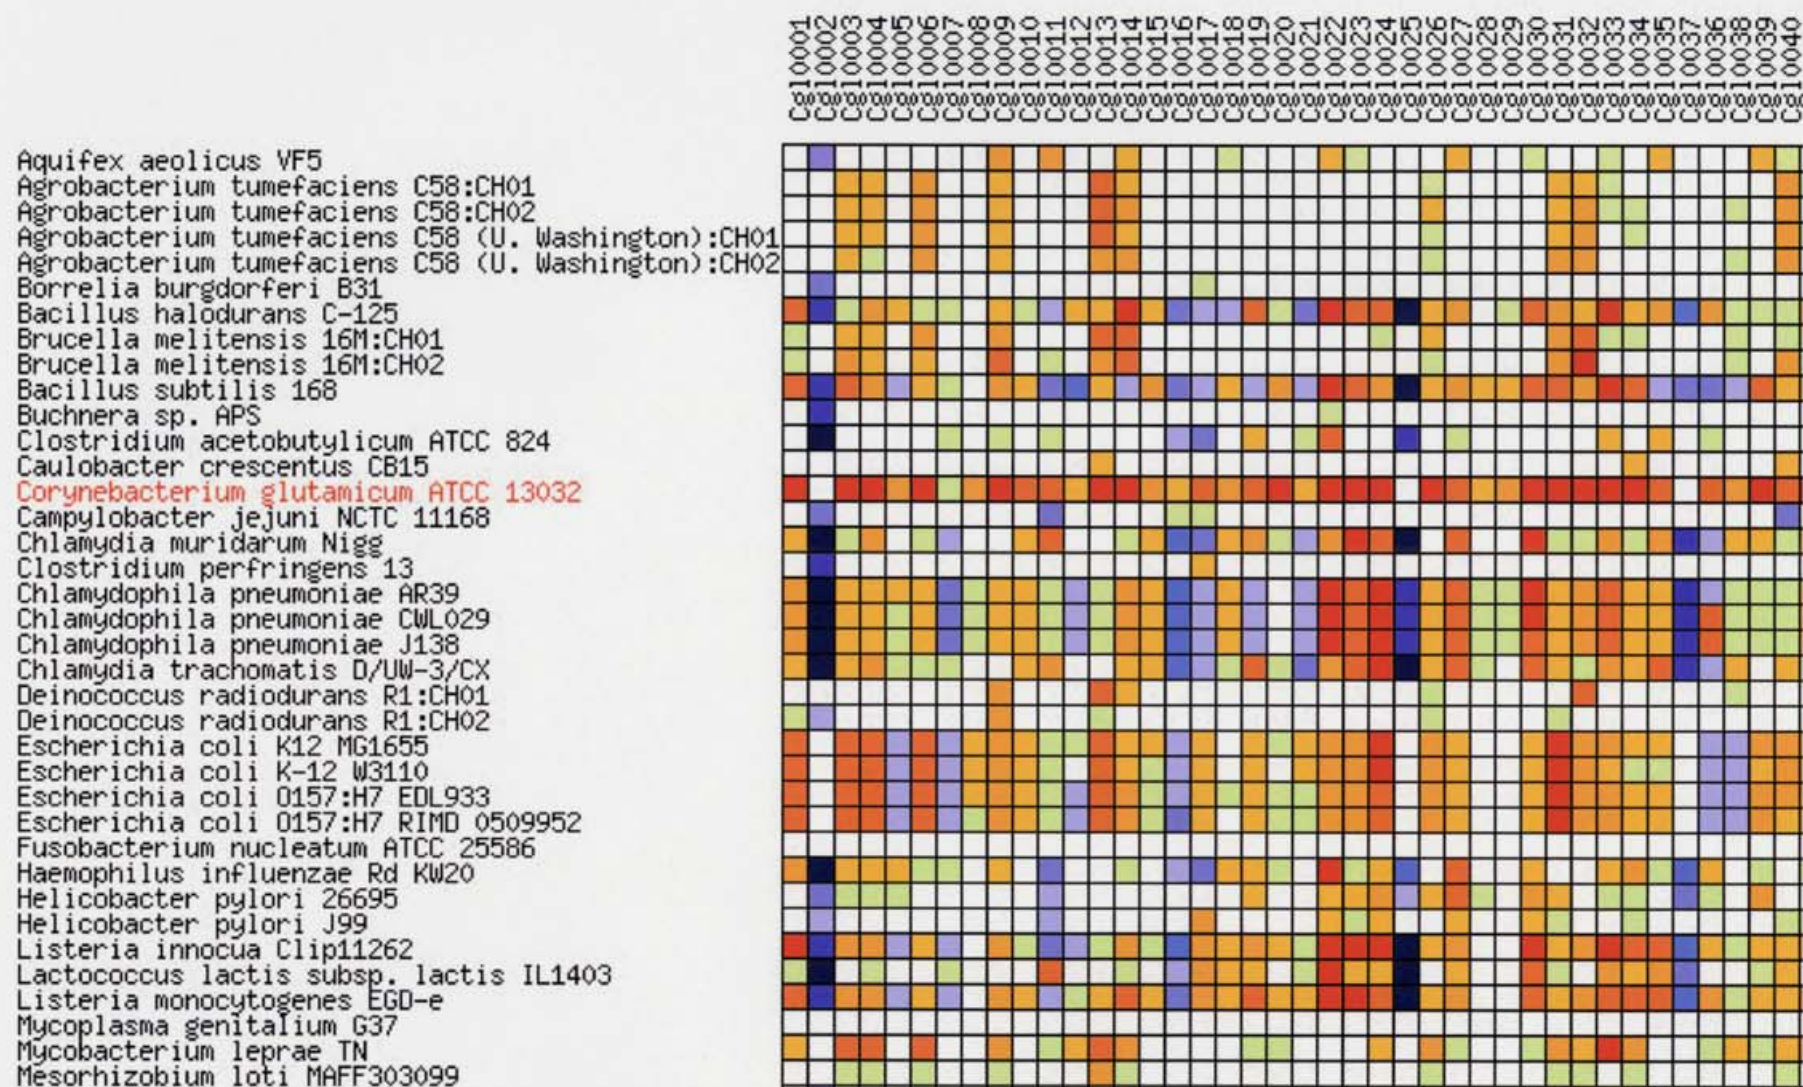 Cgl0001
Cgl0002
Cgl0003
Cgl0004
Cgl0005
Cgl0006
Cgl0007
Cgl0008
Cgl0009
Cgl0010
Cgl0011
Cgl0012
Cgl0013
Cgl0014
Cgl0015
Cgl0016
Cgl0017
Cgl0018
Cgl0019
Cgl0020
Cgl0021
Cgl0022
Cgl0023
Cgl0024
Cgl0025
Cgl0026
Cgl0027
Cgl0028
Cgl0029
Cgl0030
Cgl0031
Cgl0032
Cgl0033
Cgl0034
Cgl0035
Cgl0037
Cgl0036
Cgl0038
Cgl0039
Cgl0040
Aquifex aeolicus VF5
Agrobacterium tumefaciens C58:CH01
Agrobacterium tumefaciens C58:CH02
Agrobacterium tumefaciens C58 (U. Washington):CH01
Agrobacterium tumefaciens C58 (U. Washington):CH02
Borrelia burgdorferi B31
Bacillus halodurans C-125
Brucella melitensis 16M:CH01
Brucella melitensis 16M:CH02
Bacillus subtilis 168
Buchnera sp. APS
Clostridium acetobutylicum ATCC 824
Caulobacter crescentus CB15
Corynebacterium glutamicum ATCC 13032
Campylobacter jejuni NCTC 11168
Chlamydia muridarum Nigg
Clostridium perfringens 13
Chlamydophila pneumoniae AR39
Chlamydophila pneumoniae CWL029
Chlamydophila pneumoniae J138
Chlamydia trachomatis D/UW-3/CX
Deinococcus radiodurans R1:CH01
Deinococcus radiodurans R1:CH02
Escherichia coli K12 MG1655
Escherichia coli K-12 W3110
Escherichia coli O157:H7 EDL933
Escherichia coli O157:H7 RIMD 0509952
Fusobacterium nucleatum ATCC 25586
Haemophilus influenzae Rd KW20
Helicobacter pylori 26695
Helicobacter pylori J99
Listeria innocua Clip11262
Lactococcus lactis subsp. lactis IL1403
Listeria monocytogenes EGD-e
Mycoplasma genitalium G37
Mycobacterium leprae TN
Mesorhizobium loti MAFF303099